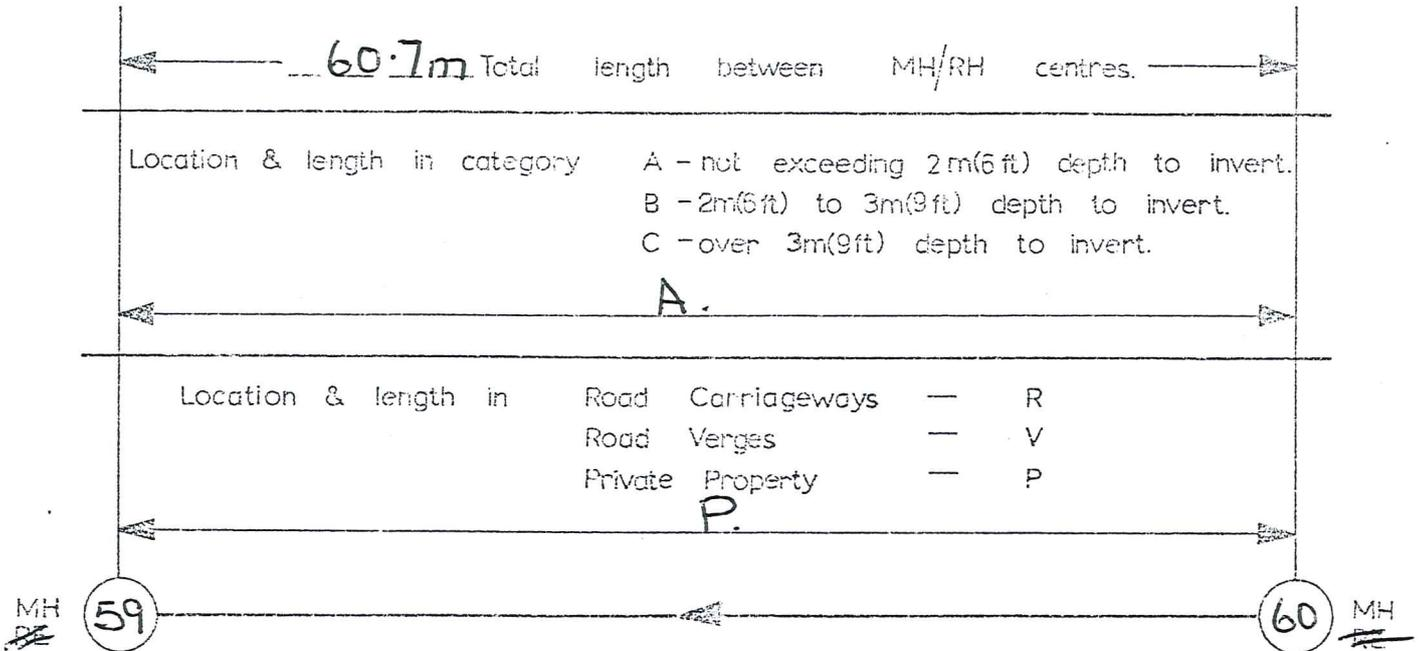 60·7m Total length between MH/RH centres.
Location & length in category A - not exceeding 2m(6ft) depth to invert.
B - 2m(6ft) to 3m(9ft) depth to invert.
C - over 3m(9ft) depth to invert.
A.
Location & length in Road Carriageways — R
Road Verges — V
Private Property — P
P.
MH 59 60 MH